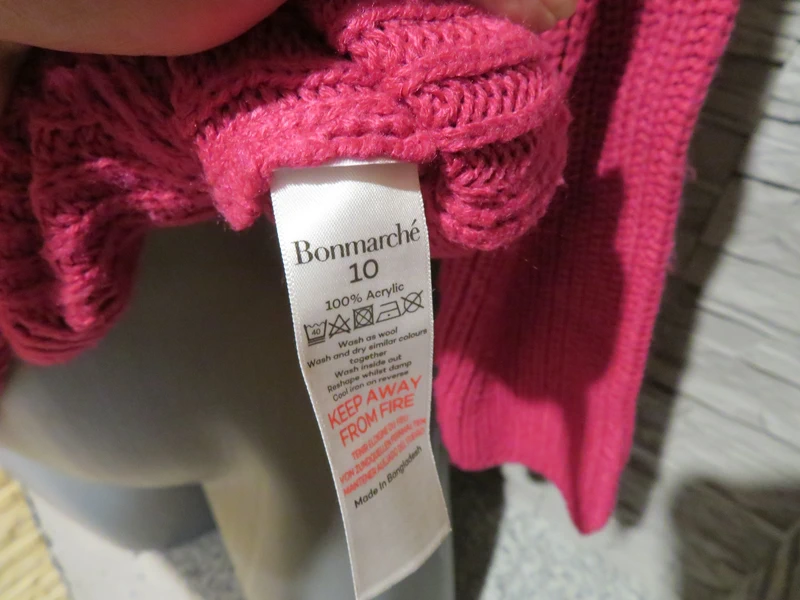 Bonmarché
10
100% Acrylic
40
Wash as wool
Wash and dry similar colours
together
Wash inside out
Reshape whilst damp
Cool iron on reverse
KEEP AWAY
FROM FIRE
Made In Bangladesh